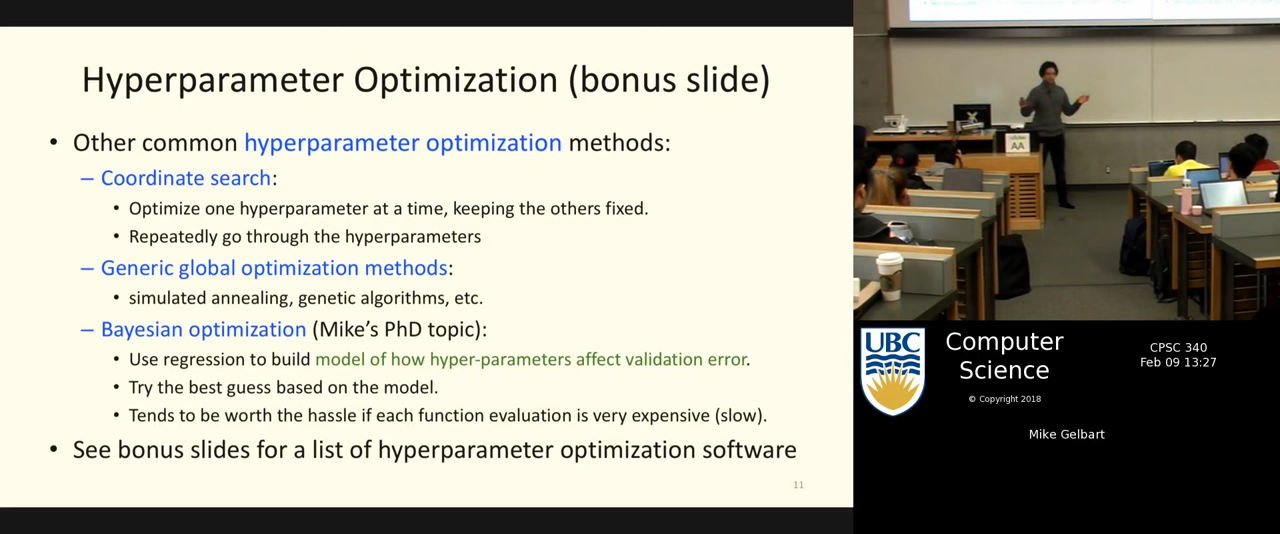 Hyperparameter Optimization (bonus slide)
• Other common hyperparameter optimization methods:
– Coordinate search:
• Optimize one hyperparameter at a time, keeping the others fixed.
• Repeatedly go through the hyperparameters
– Generic global optimization methods:
• simulated annealing, genetic algorithms, etc.
– Bayesian optimization (Mike's PhD topic):
• Use regression to build model of how hyper-parameters affect validation error.
• Try the best guess based on the model.
• Tends to be worth the hassle if each function evaluation is very expensive (slow).
• See bonus slides for a list of hyperparameter optimization software
11
AA
UBC
Computer
Science
© Copyright 2018
CPSC 340
Feb 09 13:27
Mike Gelbart